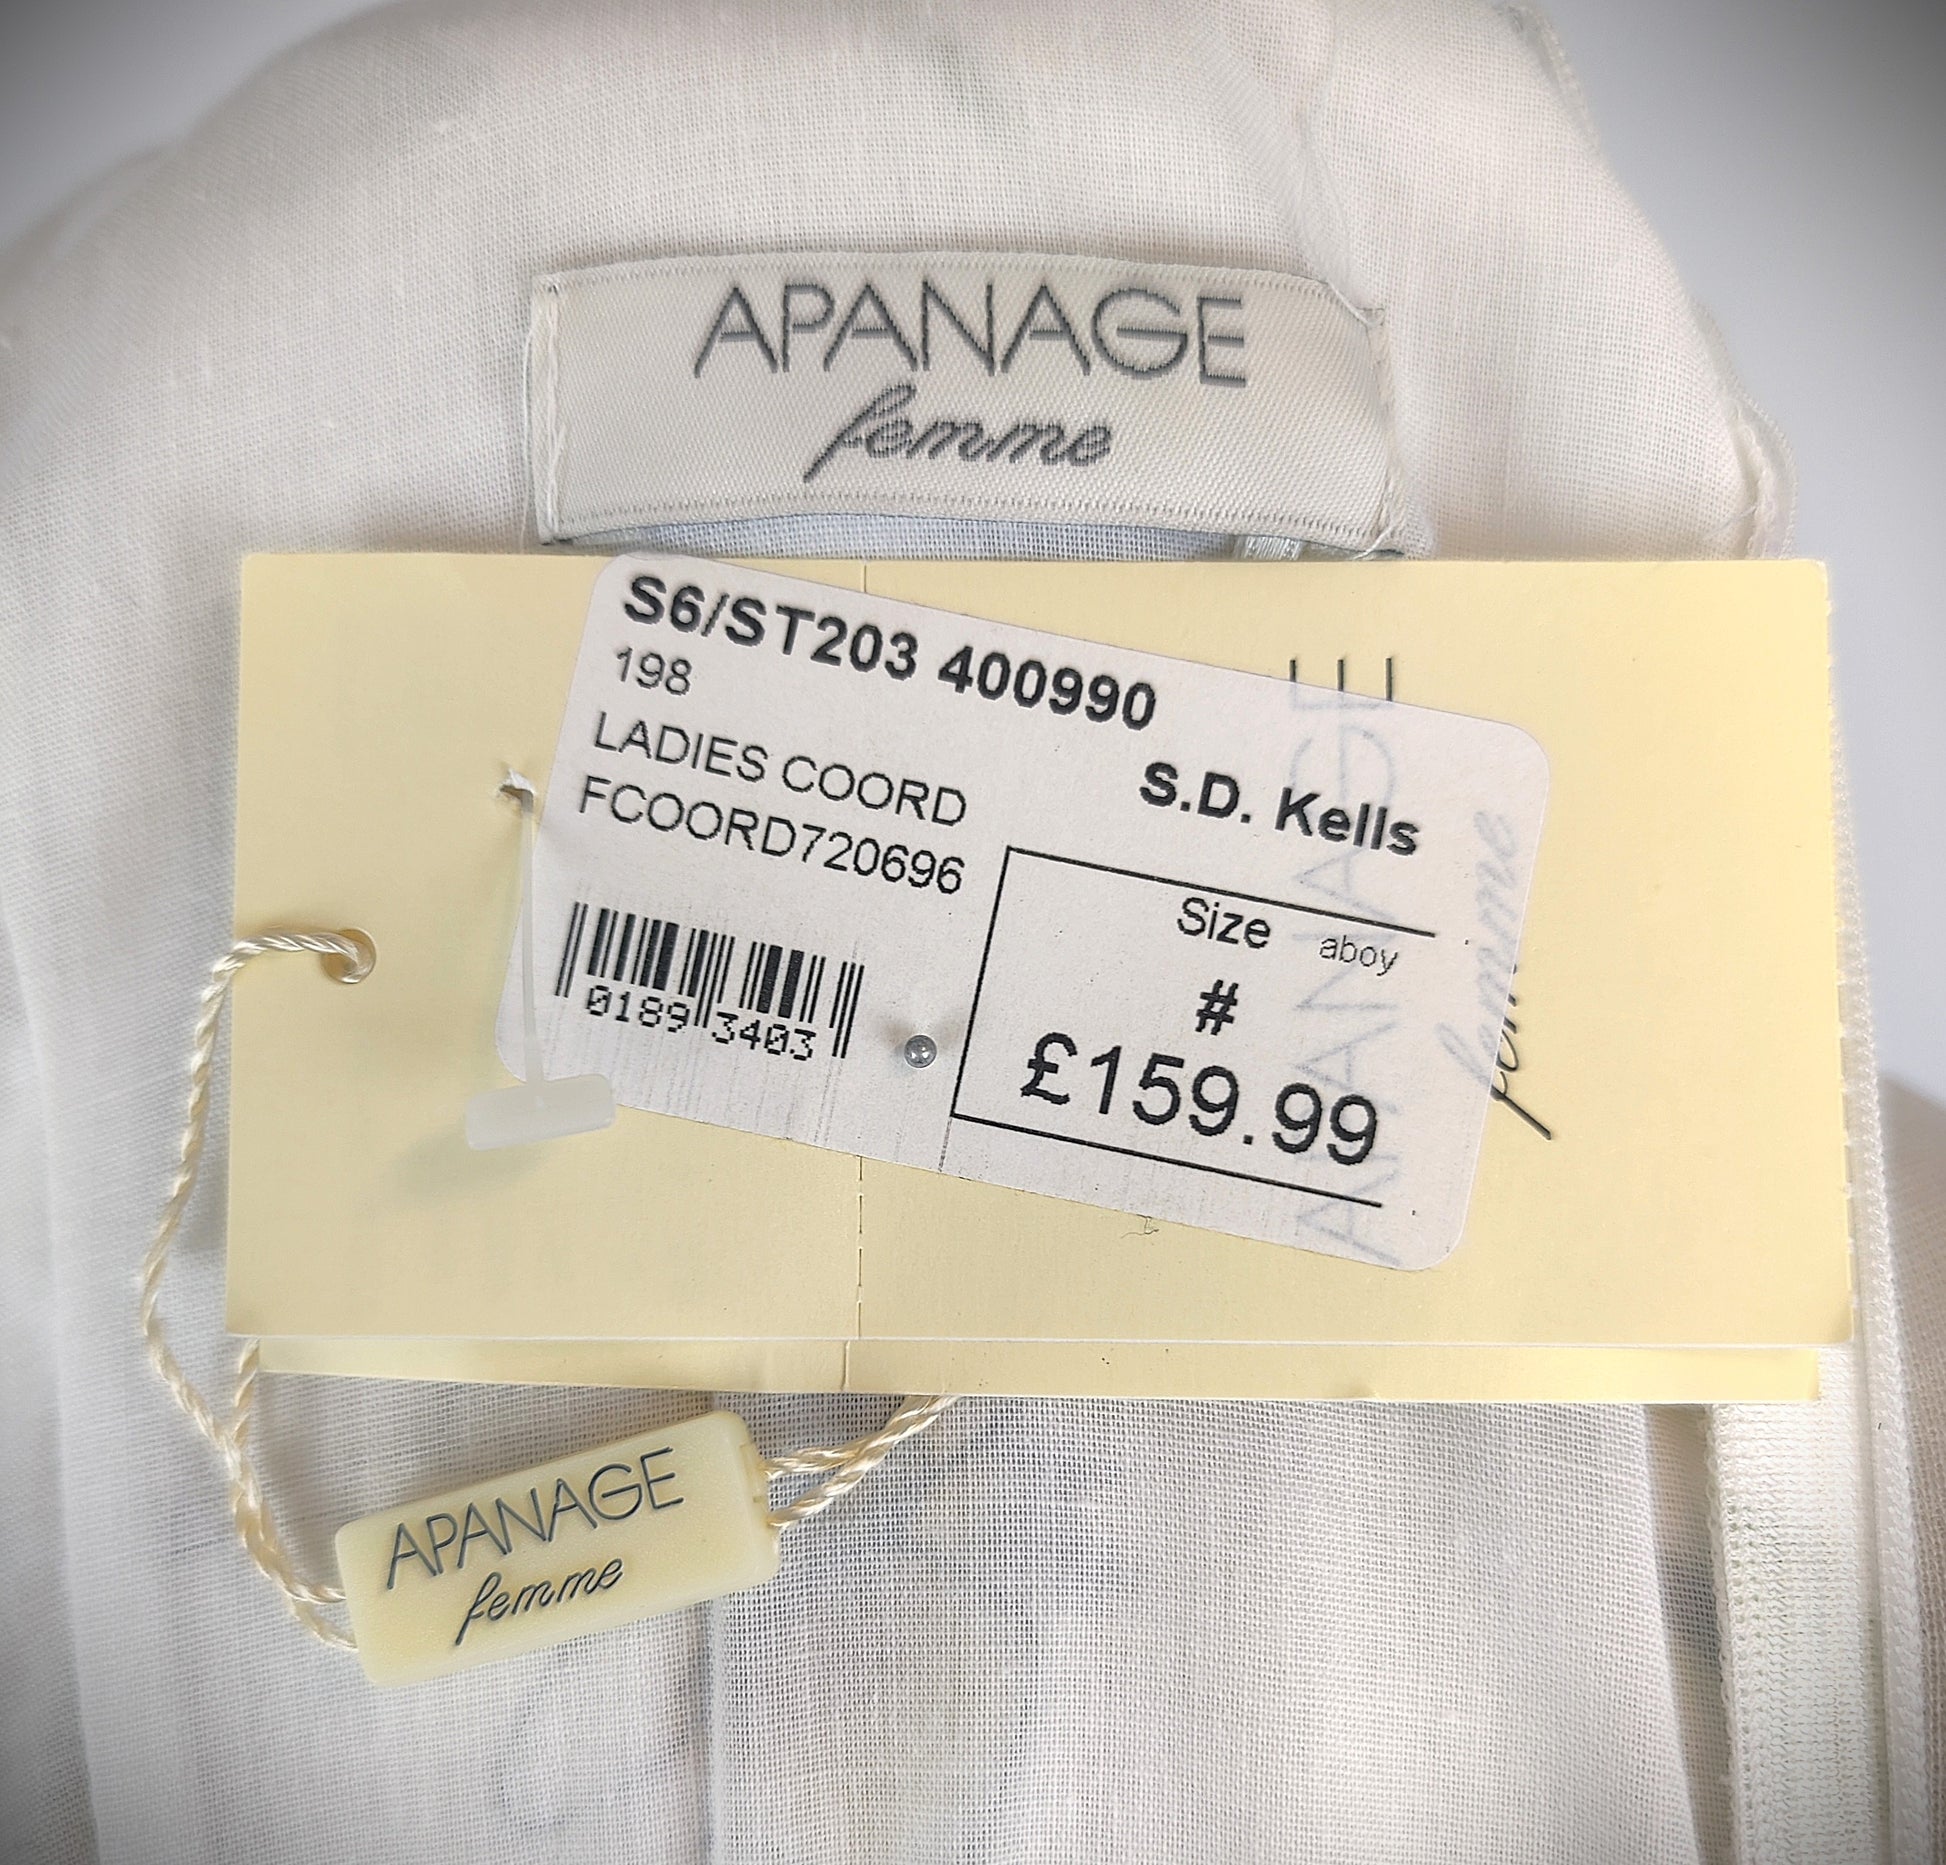 APANAGE
femme
S6/ST203 400990
198
LADIES COORD
S.D. Kells
FCOORD720696
Size aboy
#
£159.99
0189 3403
APANAGE
femme
APANAGE
femme